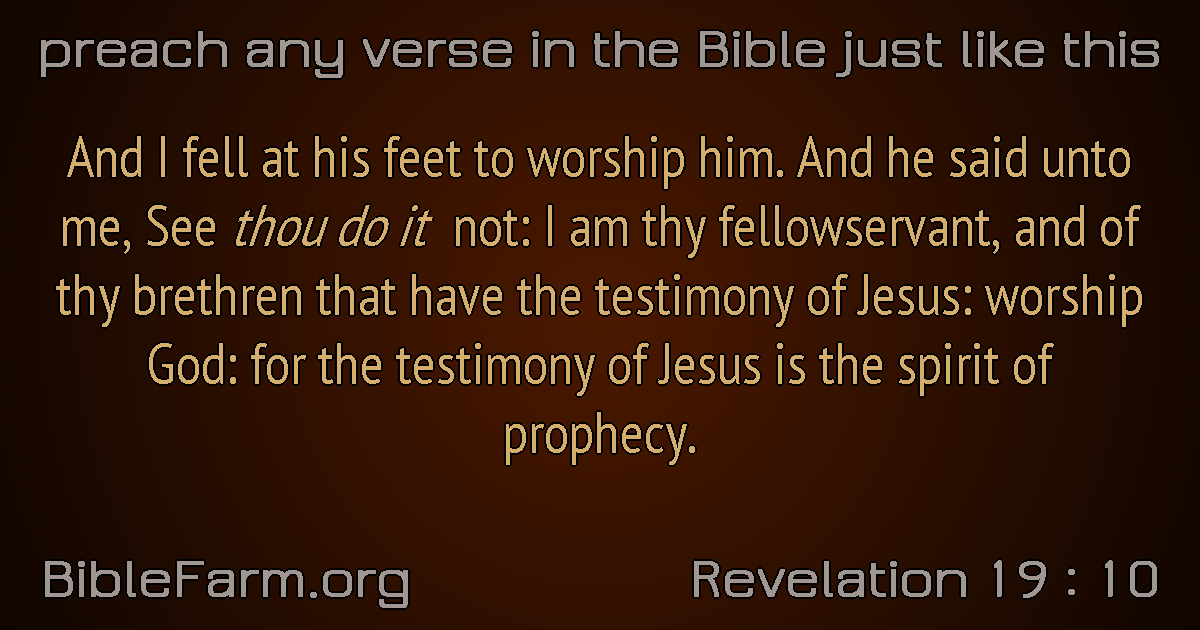 preach any verse in the Bible just like this
And I fell at his feet to worship him. And he said unto
me, See thou do it not: I am thy fellowservant, and of
thy brethren that have the testimony of Jesus: worship
God: for the testimony of Jesus is the spirit of
prophecy.
BibleFarm.org
Revelation 19 : 10